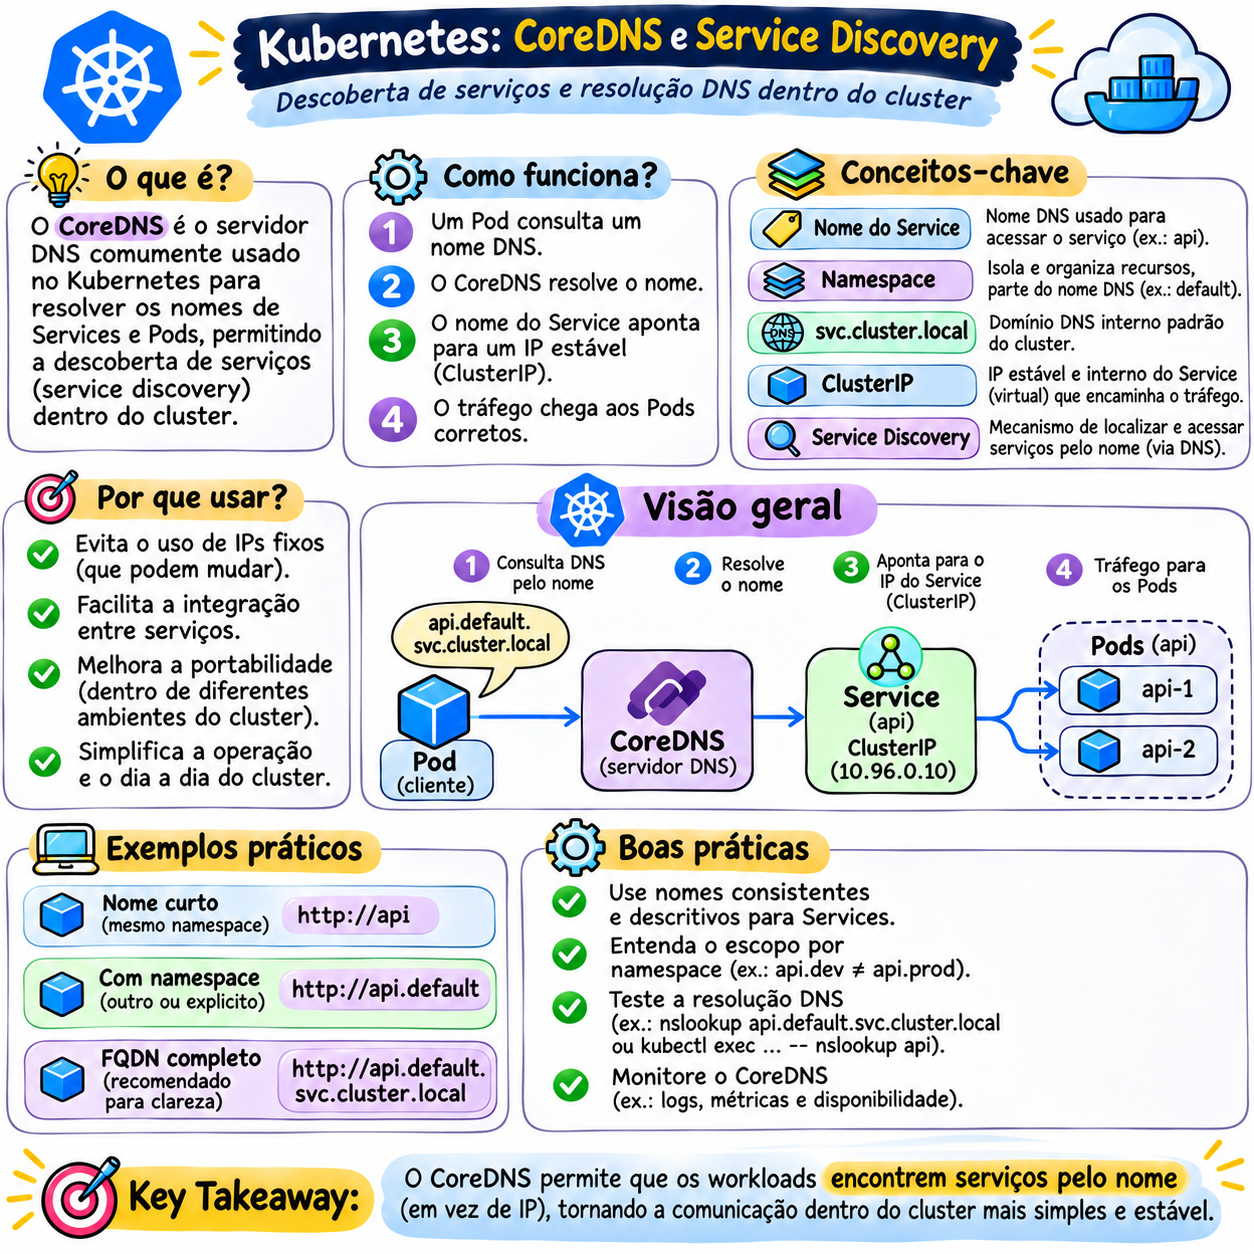 Kubernetes: CoreDNS e Service Discovery
Descoberta de serviços e resolução DNS dentro do cluster
O que é?
O CoreDNS é o servidor
DNS comumente usado
no Kubernetes para
resolver os nomes de
Services e Pods, permitindo
a descoberta de serviços
(service discovery)
dentro do cluster.
Como funciona?
1
Um Pod consulta um
nome DNS.
2
O CoreDNS resolve o nome.
3
O nome do Service aponta
para um IP estável
(ClusterIP).
4
O tráfego chega aos Pods
corretos.
Conceitos-chave
Nome do Service
Nome DNS usado para
acessar o serviço (ex.: api).
Namespace
Isola e organiza recursos,
parte do nome DNS (ex.: default).
DNS
svc.cluster.local
Domínio DNS interno padrão
do cluster.
ClusterIP
IP estável e interno do Service
(virtual) que encaminha o tráfego.
Service Discovery
Mecanismo de localizar e acessar
serviços pelo nome (via DNS).
Por que usar?
Evita o uso de IPs fixos
(que podem mudar).
Facilita a integração
entre serviços.
Melhora a portabilidade
(dentro de diferentes
ambientes do cluster).
Simplifica a operação
e o dia a dia do cluster.
Visão geral
1 Consulta DNS
pelo nome
2 Resolve
o nome
3 Aponta para o
IP do Service
(ClusterIP)
4 Tráfego para
os Pods
api.default.
svc.cluster.local
Pod
(cliente)
CoreDNS
(servidor DNS)
Service
(api)
ClusterIP
(10.96.0.10)
Pods (api)
api-1
api-2
Exemplos práticos
Nome curto
(mesmo namespace)
http://api
Com namespace
(outro ou explicito)
http://api.default
FQDN completo
(recomendado
para clareza)
http://api.default.
svc.cluster.local
Boas práticas
Use nomes consistentes
e descritivos para Services.
Entenda o escopo por
namespace (ex.: api.dev ≠ api.prod).
Teste a resolução DNS
(ex.: nslookup api.default.svc.cluster.local
ou kubectl exec ... -- nslookup api).
Monitore o CoreDNS
(ex.: logs, métricas e disponibilidade).
Key Takeaway:
O CoreDNS permite que os workloads encontrem serviços pelo nome
(em vez de IP), tornando a comunicação dentro do cluster mais simples e estável.